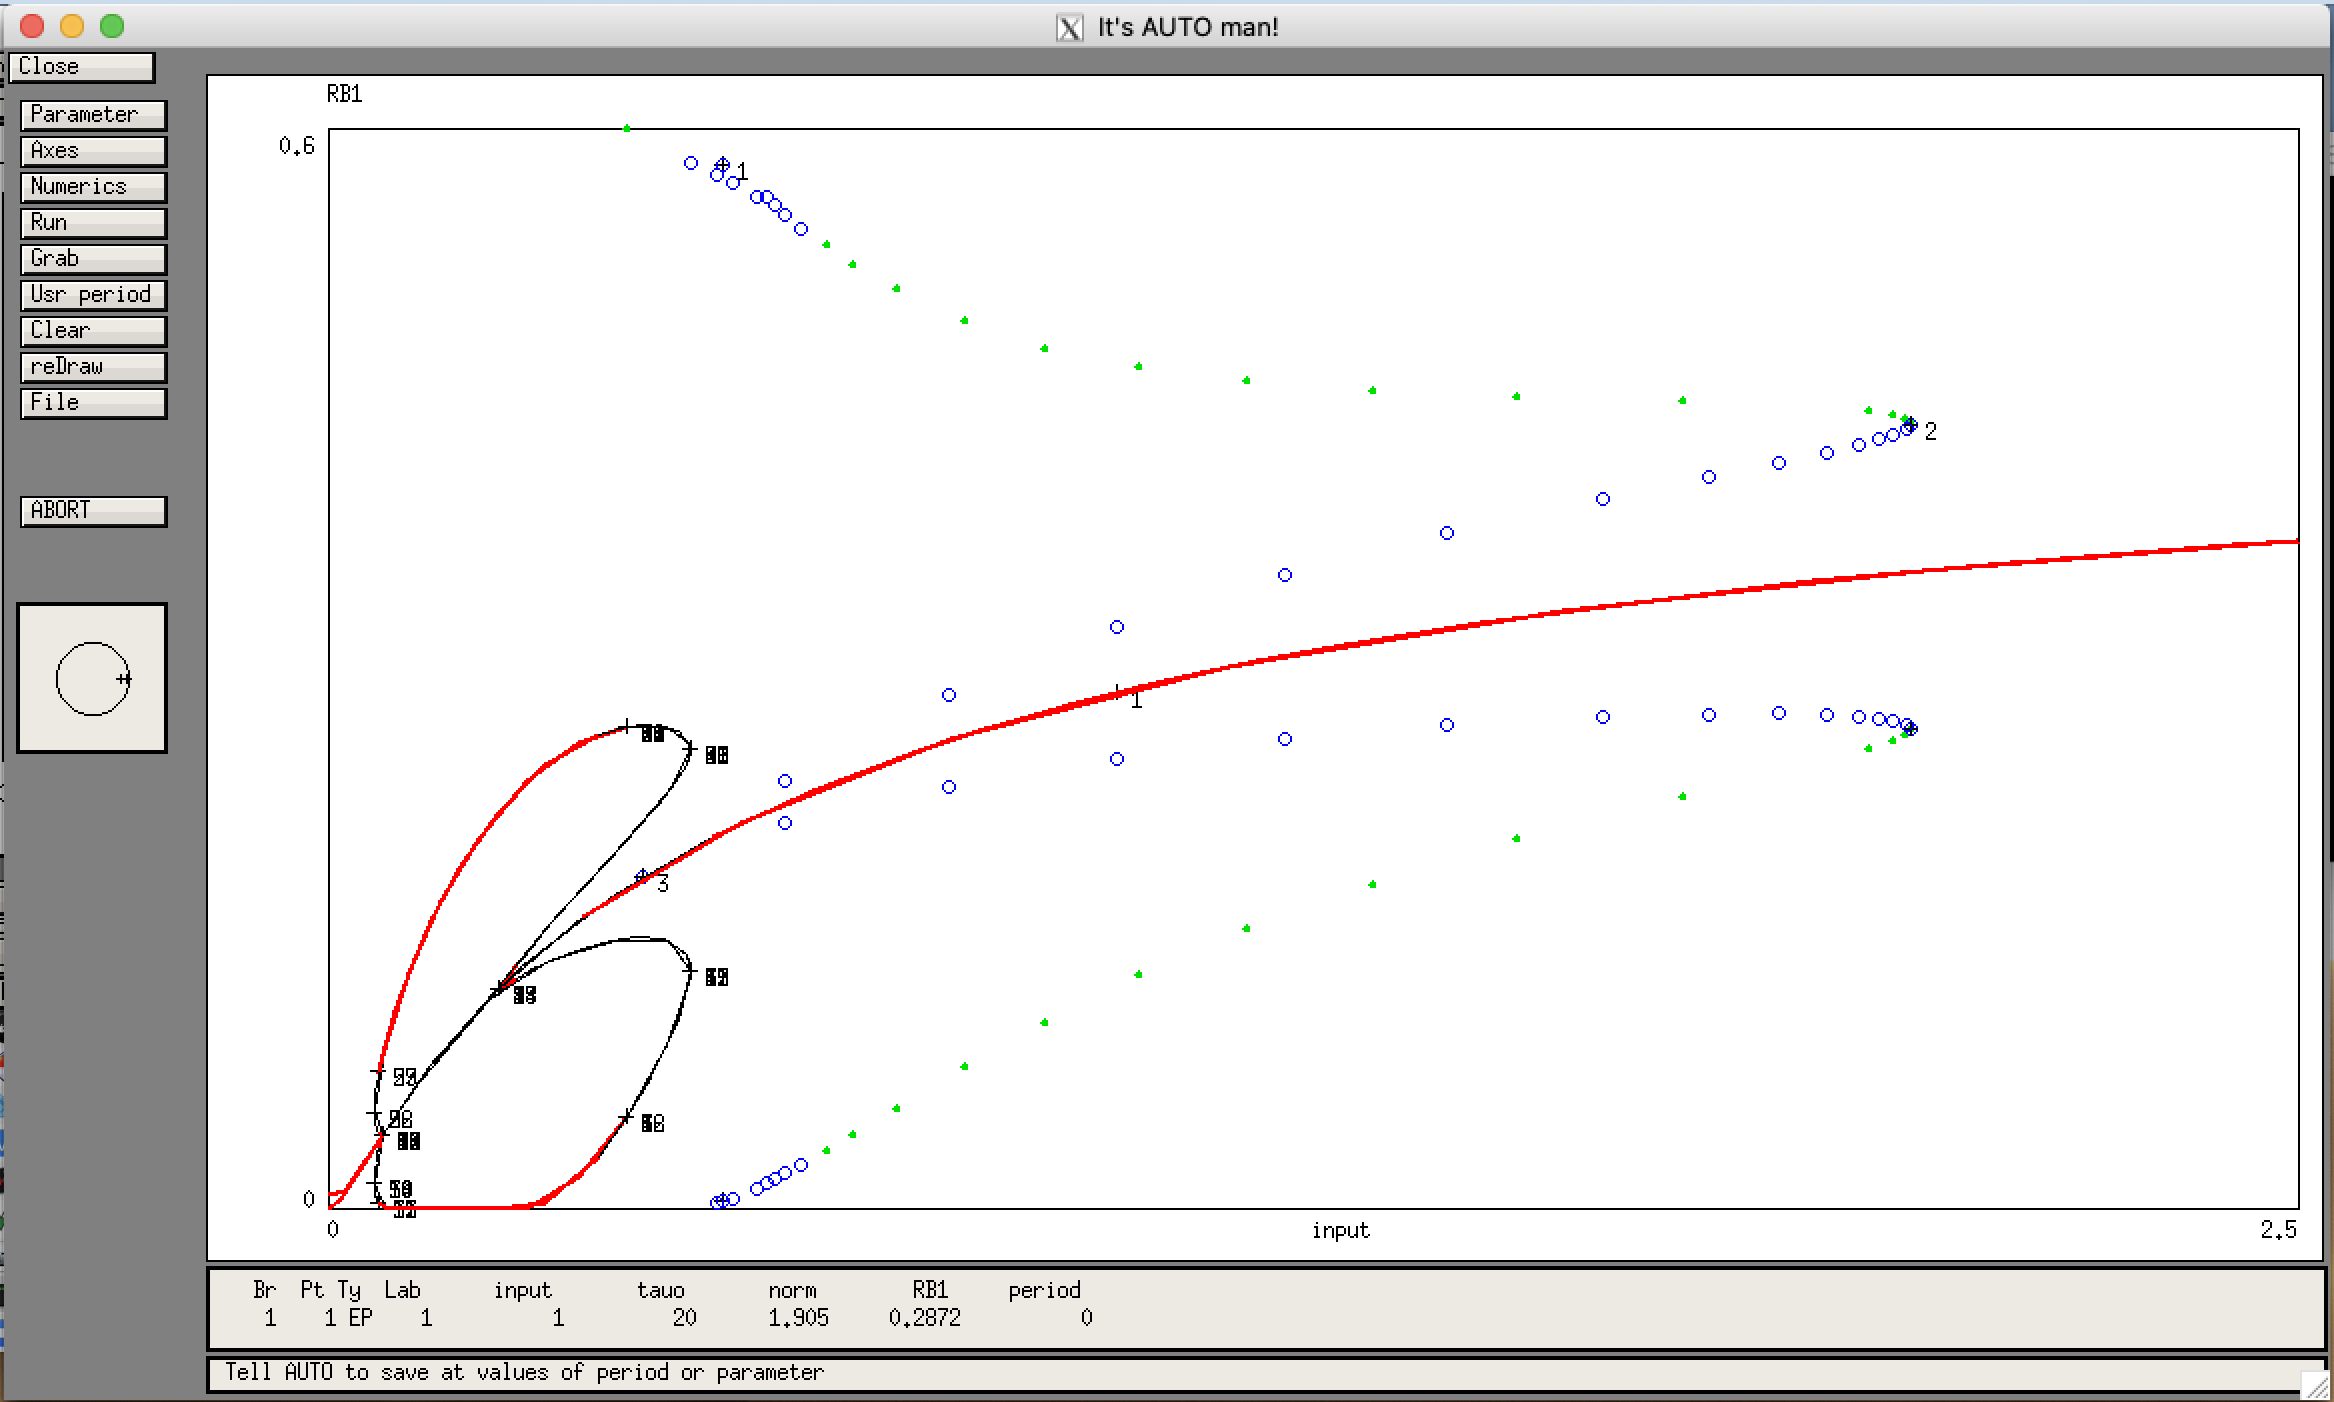 It's AUTO man!
Close
Parameter
Axes
Numerics
Run
Grab
Usr period
Clear
reDraw
File
ABORT
RB1
0.6
1
2
1
3
0
0
input
2.5
Br Pt Ty Lab input tauo norm RB1 period
1 1 EP 1 1 20 1.905 0.2872 0
Tell AUTO to save at values of period or parameter